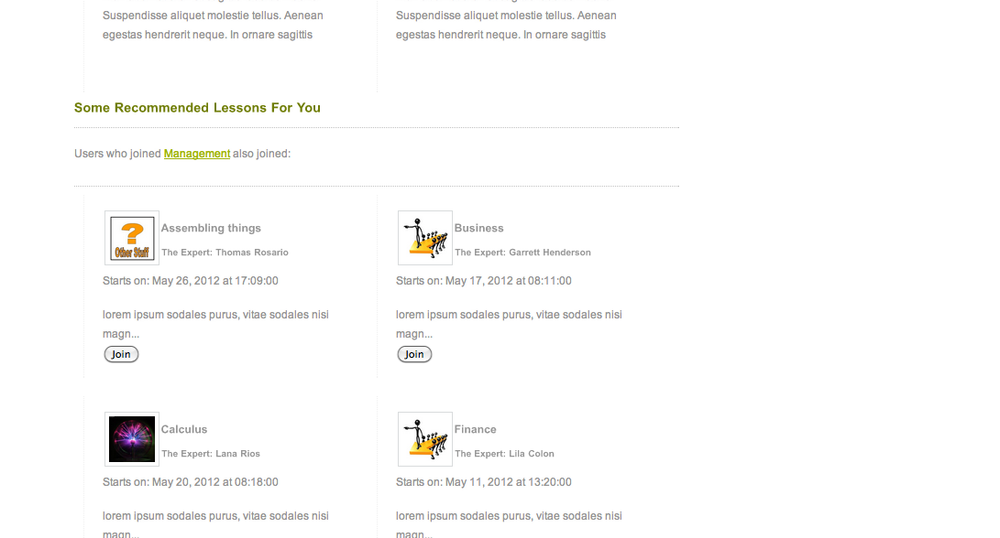 Suspendisse aliquet molestie tellus. Aenean
egestas hendrerit neque. In ornare sagittis
Suspendisse aliquet molestie tellus. Aenean
egestas hendrerit neque. In ornare sagittis
Some Recommended Lessons For You
Users who joined Management also joined:
Other Stuff
Assembling things
The Expert: Thomas Rosario
Starts on: May 26, 2012 at 17:09:00
lorem ipsum sodales purus, vitae sodales nisi
magn...
Join
Business
The Expert: Garrett Henderson
Starts on: May 17, 2012 at 08:11:00
lorem ipsum sodales purus, vitae sodales nisi
magn...
Join
Calculus
The Expert: Lana Rios
Starts on: May 20, 2012 at 08:18:00
lorem ipsum sodales purus, vitae sodales nisi
magn...
Finance
The Expert: Lila Colon
Starts on: May 11, 2012 at 13:20:00
lorem ipsum sodales purus, vitae sodales nisi
magn...